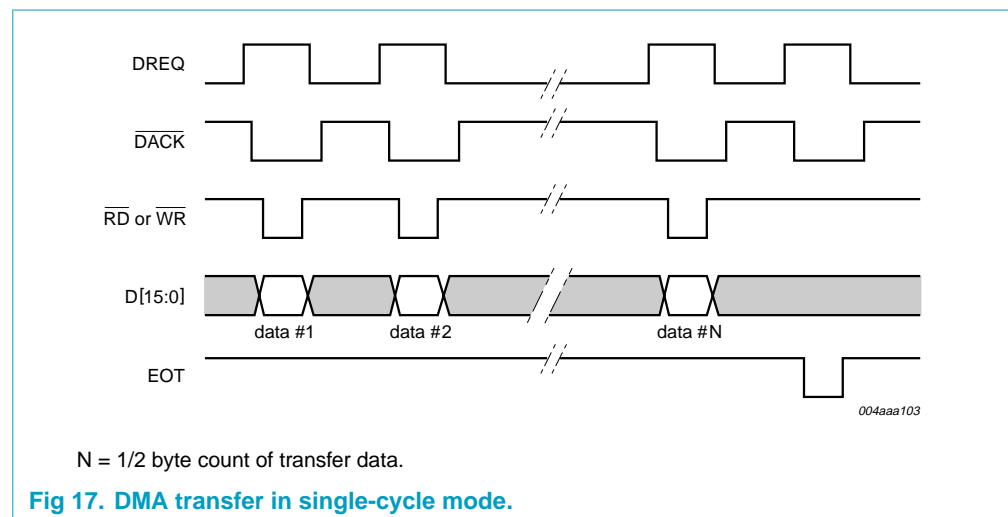 DREQ
DACK
RD or WR
D[15:0]
data #1 data #2 data #N
EOT
004aaa103
N = 1/2 byte count of transfer data.
Fig 17. DMA transfer in single-cycle mode.